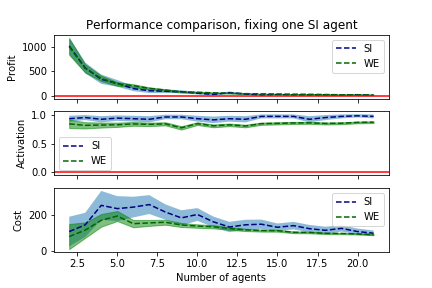 Performance comparison, fixing one SI agent
Profit
1000
500
0
SI
WE
Activation
1.0
0.5
0.0
SI
WE
Cost
200
0
SI
WE
2.5 5.0 7.5 10.0 12.5 15.0 17.5 20.0
Number of agents